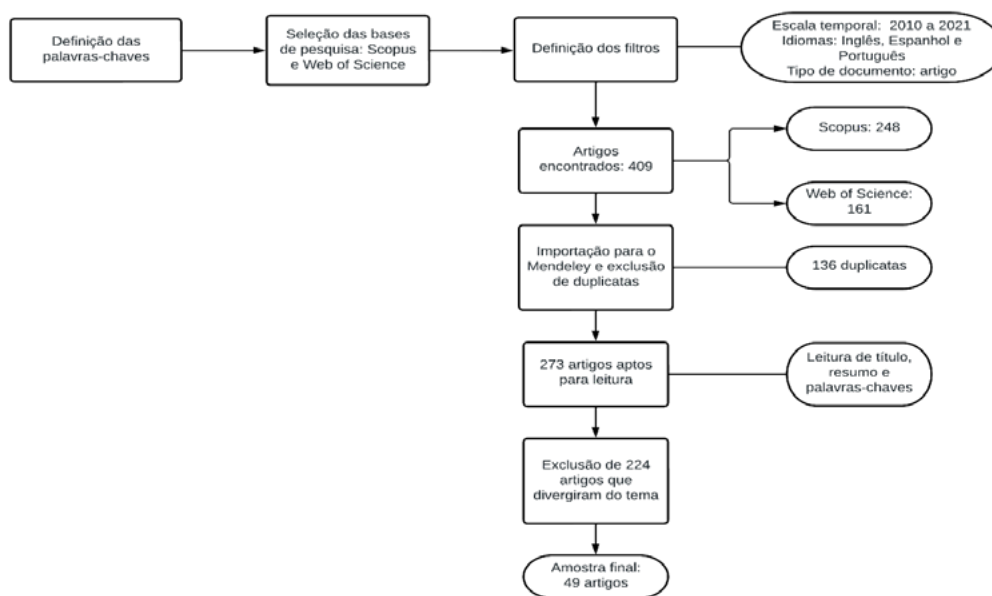 Definição das
palavras-chaves
Seleção das bases
de pesquisa: Scopus
e Web of Science
Definição dos filtros
Escala temporal: 2010 a 2021
Idiomas: Inglês, Espanhol e
Português
Tipo de documento: artigo
Artigos
encontrados: 409
Scopus: 248
Web of Science:
161
Importação para o
Mendeley e exclusão
de duplicatas
136 duplicatas
273 artigos aptos
para leitura
Leitura de título,
resumo e
palavras-chaves
Exclusão de 224
artigos que
divergiram do tema
Amostra final:
49 artigos